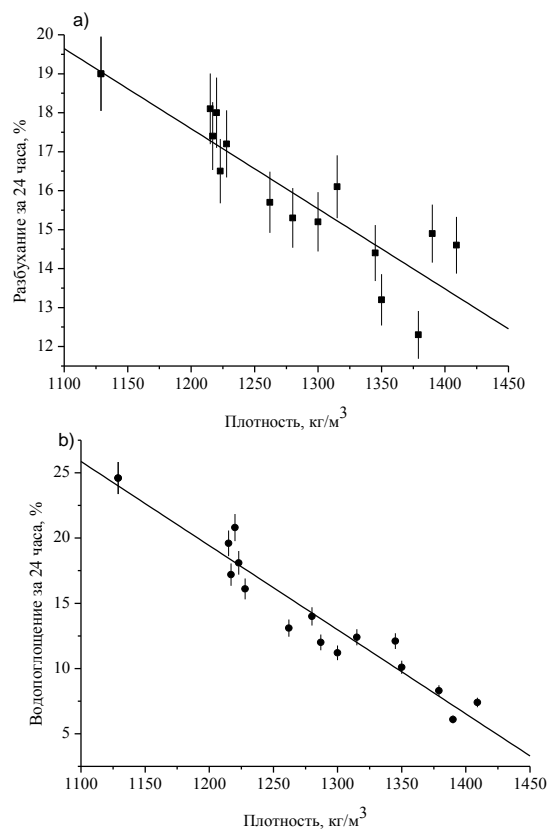 a)
20
19
18
17
16
15
14
13
12
Разбухание за 24 часа, %
1100 1150 1200 1250 1300 1350 1400 1450
Плотность, кг/м³
b)
25
20
15
10
5
Водопоглощение за 24 часа, %
1100 1150 1200 1250 1300 1350 1400 1450
Плотность, кг/м³